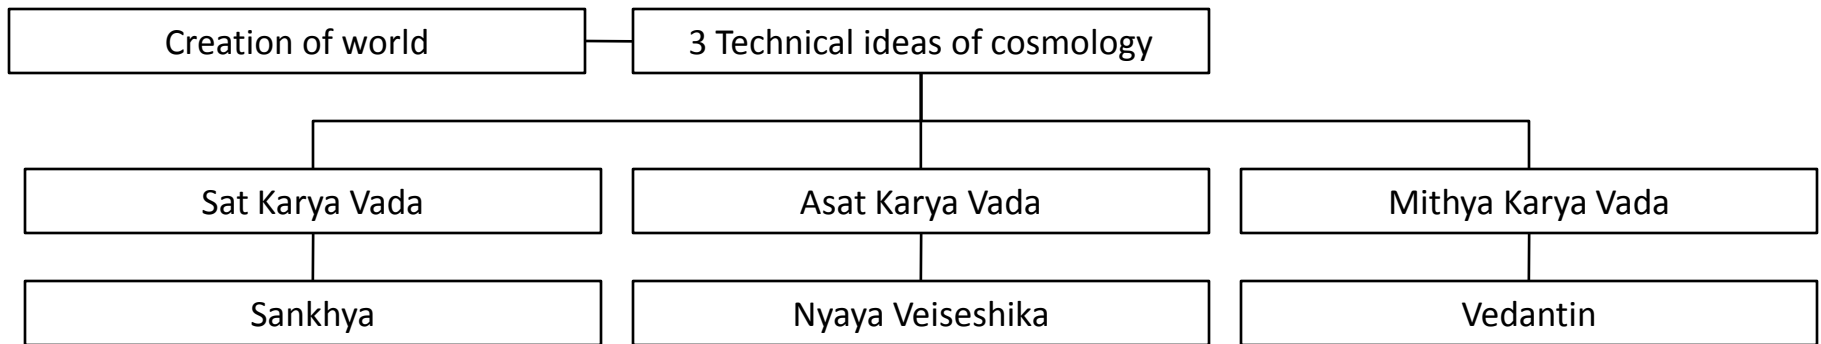 Creation of world
3 Technical ideas of cosmology
Sat Karya Vada
Asat Karya Vada
Mithya Karya Vada
Sankhya
Nyaya Veiseshika
Vedantin